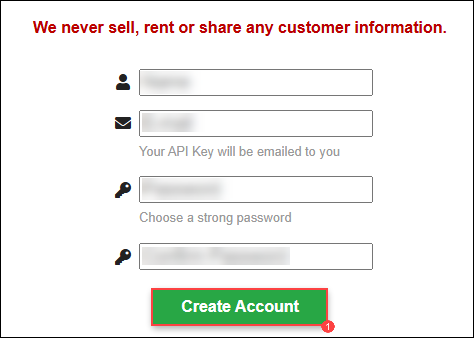 We never sell, rent or share any customer information.
Your API Key will be emailed to you
Choose a strong password
Create Account
1